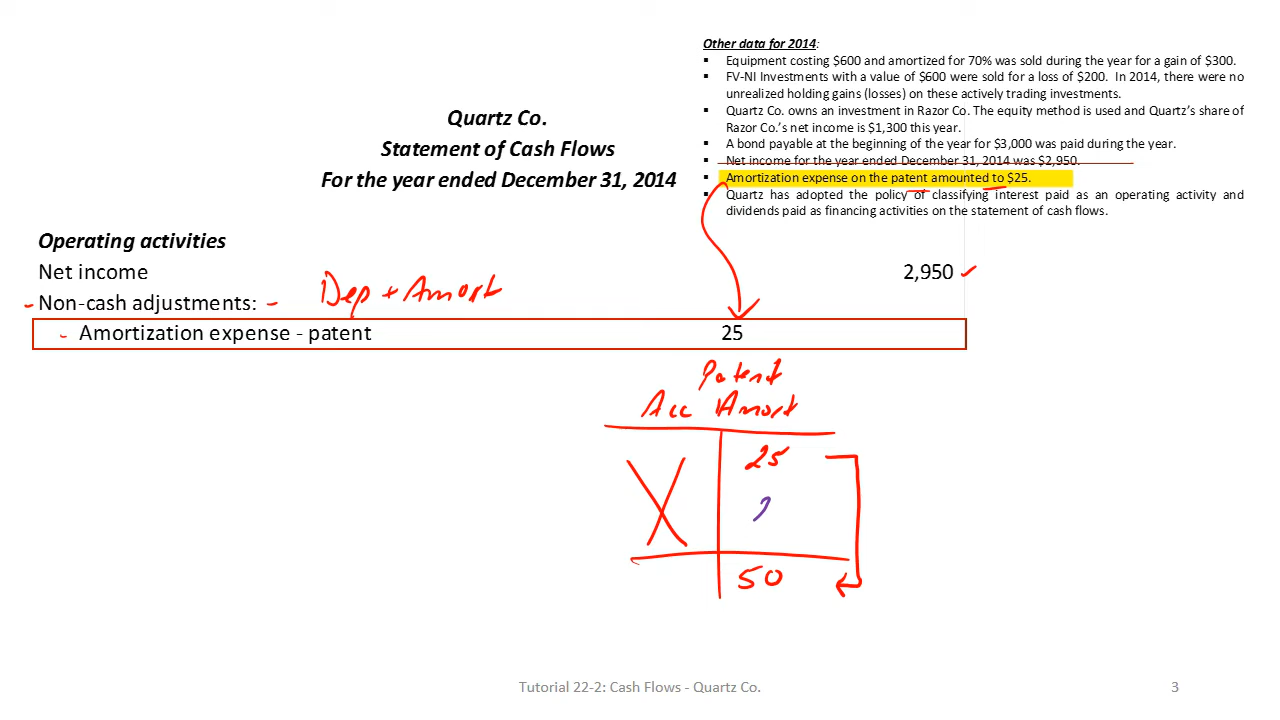 Other data for 2014:
▪ Equipment costing $600 and amortized for 70% was sold during the year for a gain of $300.
▪ FV-NI Investments with a value of $600 were sold for a loss of $200. In 2014, there were no
unrealized holding gains (losses) on these actively trading investments.
▪ Quartz Co. owns an investment in Razor Co. The equity method is used and Quartz's share of
Razor Co.'s net income is $1,300 this year.
▪ A bond payable at the beginning of the year for $3,000 was paid during the year.
▪ Net income for the year ended December 31, 2014 was $2,950.
▪ Amortization expense on the patent amounted to $25.
▪ Quartz has adopted the policy of classifying interest paid as an operating activity and
dividends paid as financing activities on the statement of cash flows.
Quartz Co.
Statement of Cash Flows
For the year ended December 31, 2014
Operating activities
Net income 2,950
Non-cash adjustments: Dep + Amort
Amortization expense - patent 25
Patent
Acc Amort
25
50
Tutorial 22-2: Cash Flows - Quartz Co. 3